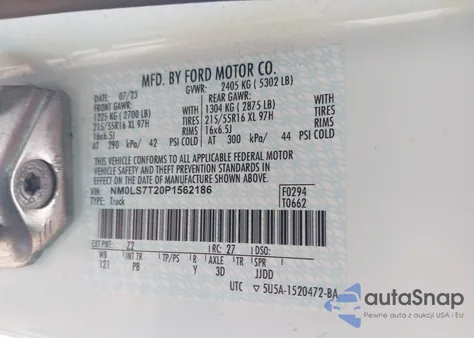 MFD. BY FORD MOTOR CO.
DATE: 07/23 GVWR: 2405 KG ( 5302 LB)
FRONT GAWR: REAR GAWR:
1225 KG ( 2700 LB) 1304 KG ( 2875 LB)
215/55R16 XL 97H TIRES 215/55R16 XL 97H
16x6.5J RIMS 16x6.5J
AT 290 kPa/ 42 PSI COLD AT 300 kPa/ 44 PSI COLD
THIS VEHICLE CONFORMS TO ALL APPLICABLE FEDERAL MOTOR
VEHICLE SAFETY AND THEFT PREVENTION STANDARDS IN EFFECT
ON THE DATE OF MANUFACTURE SHOWN ABOVE.
VIN: NM0LS7T20P1562186 F0294
TYPE: Truck T0662
EXT PNT: Z2 RC: 27 DSO:
WB INT TR TP/PS R AXLE TR SPR
121 PB Y 3D JJDD
UTC ▽5U5A-1520472-BA
autaSnap
Pewne auta z aukcji USA i EU